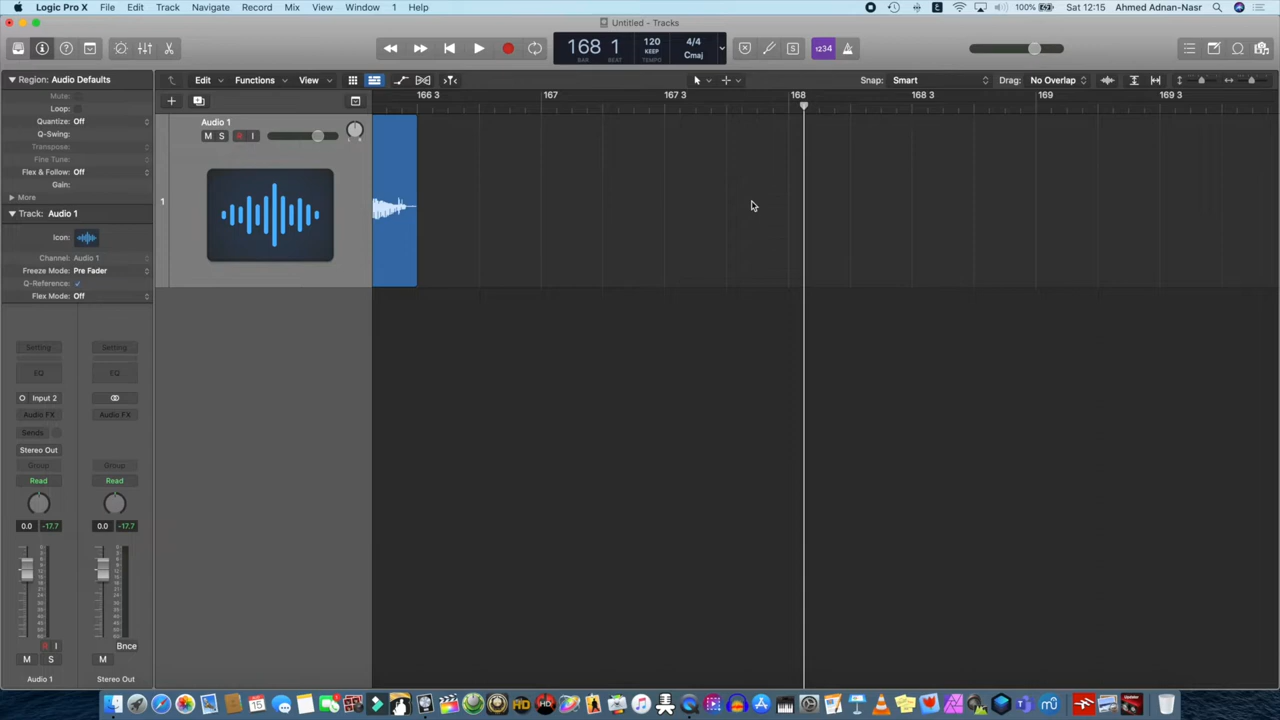 Logic Pro X File Edit Track Navigate Record Mix View Window 1 Help 100% Sat 12:15 Ahmed Adnan-Nasr
Untitled - Tracks
168 1 120 4/4
KEEP
BAR BEAT TEMPO Cmaj
1234
Region: Audio Defaults
Edit Functions View Snap: Smart Drag: No Overlap
Mute:
Loop:
Quantize: Off
Q-Swing:
Transpose:
Fine Tune:
Flex & Follow: Off
Gain:
More
Track: Audio 1
Icon:
Channel: Audio 1
Freeze Mode: Pre Fader
Q-Reference:
Flex Mode: Off
166 3 167 167 3 168 168 3 169 169 3
1
Audio 1
M S R I
L R
Setting Setting
EQ EQ
Input 2
Audio FX Audio FX
Sends
Stereo Out
Group Group
Read Read
0.0 -17.7 0.0 -17.7
R I Bnce
M S M
Audio 1 Stereo Out